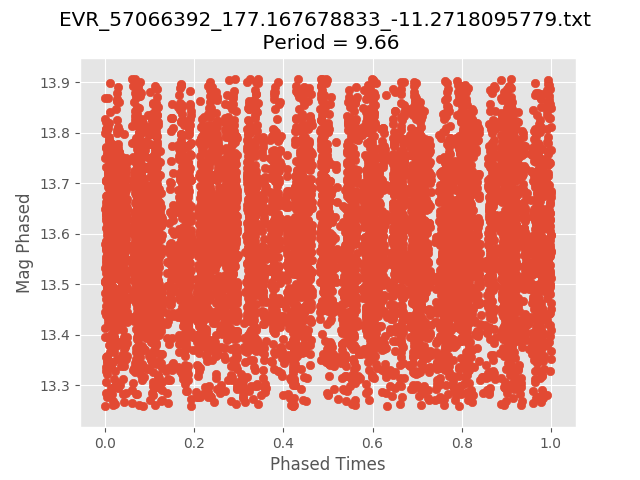 EVR_57066392_177.167678833_-11.2718095779.txt
Period = 9.66
13.9
13.8
13.7
13.6
13.5
13.4
13.3
Mag Phased
0.0 0.2 0.4 0.6 0.8 1.0
Phased Times